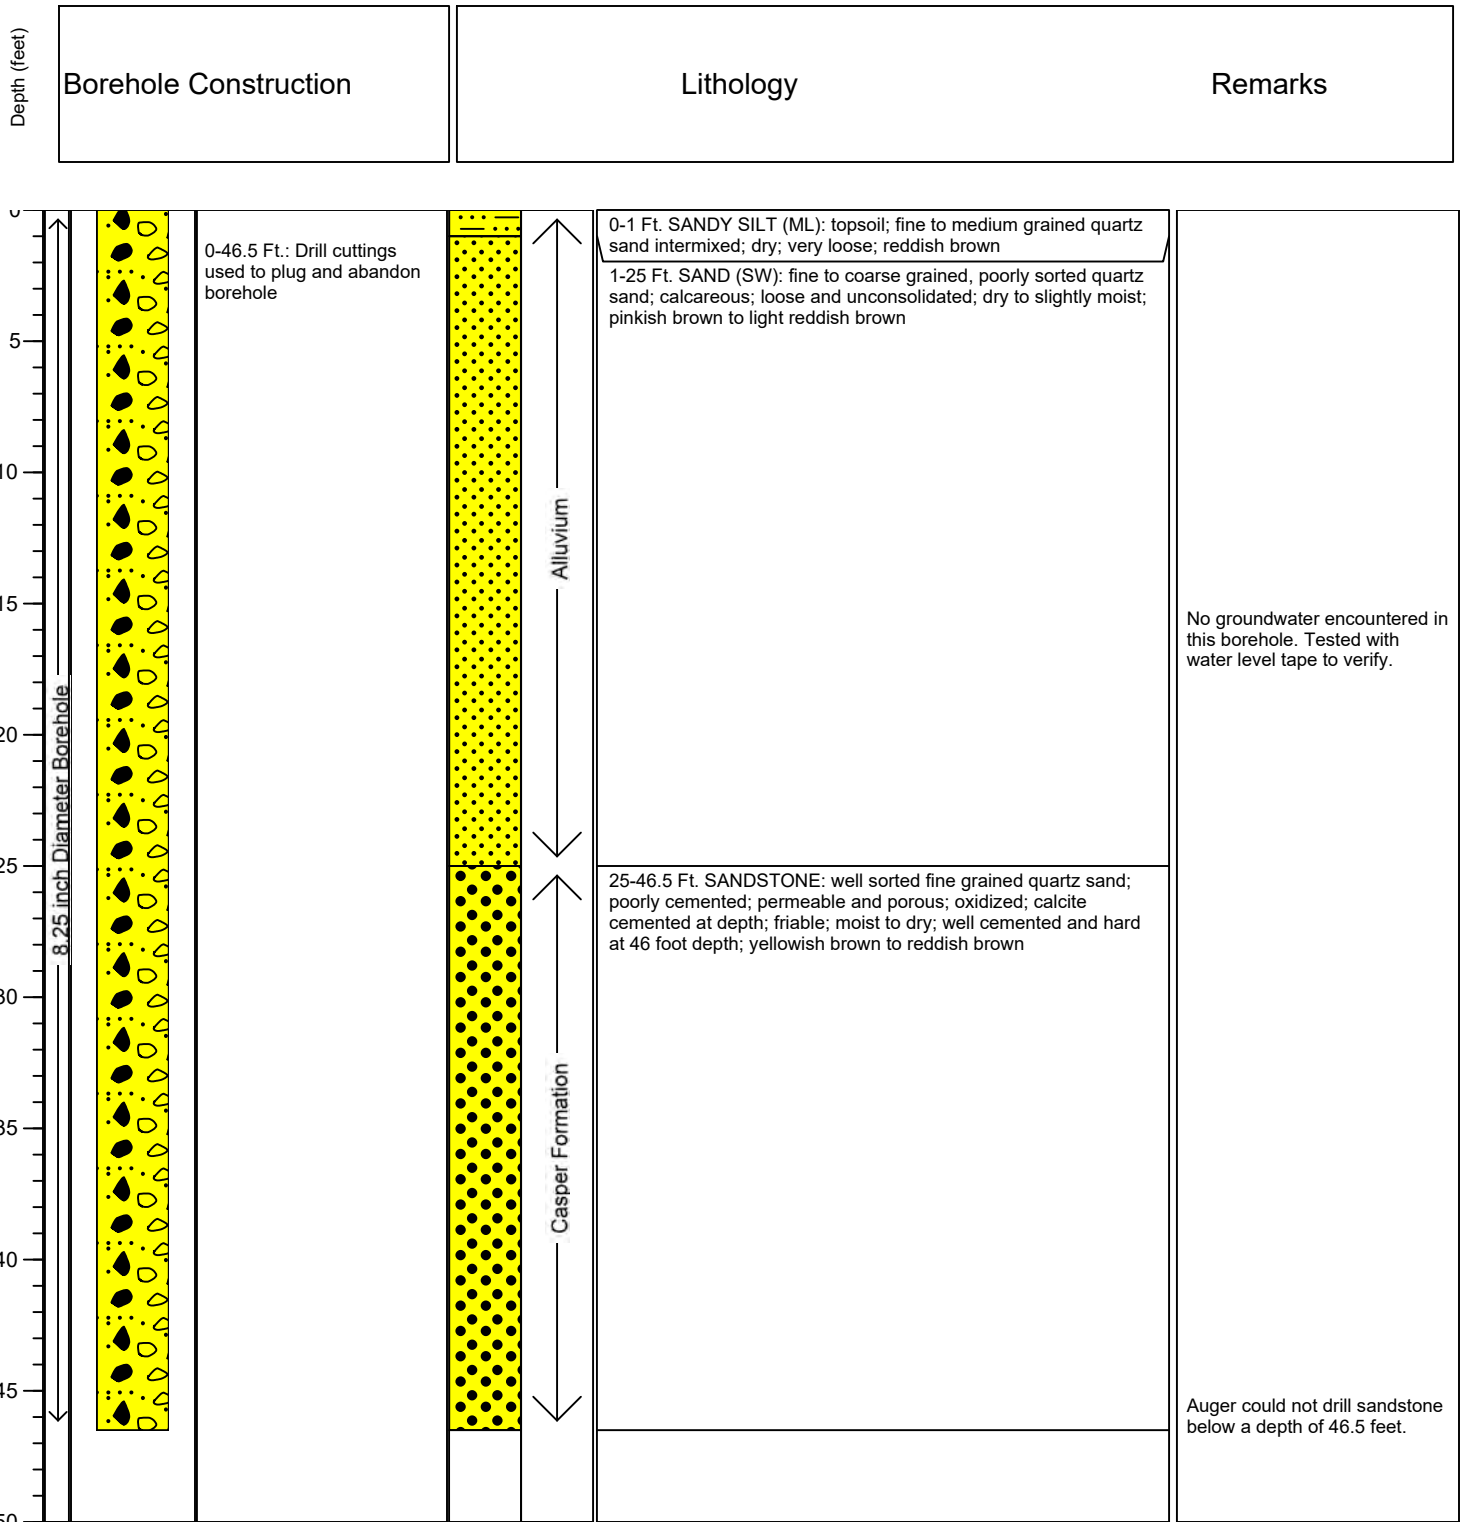 Depth (feet)
Borehole Construction
Lithology
Remarks
0
5
10
15
20
25
30
35
40
45
50
8.25 inch Diameter Borehole
0-46.5 Ft.: Drill cuttings
used to plug and abandon
borehole
Alluvium
Casper Formation
0-1 Ft. SANDY SILT (ML): topsoil; fine to medium grained quartz
sand intermixed; dry; very loose; reddish brown
1-25 Ft. SAND (SW): fine to coarse grained, poorly sorted quartz
sand; calcareous; loose and unconsolidated; dry to slightly moist;
pinkish brown to light reddish brown
25-46.5 Ft. SANDSTONE: well sorted fine grained quartz sand;
poorly cemented; permeable and porous; oxidized; calcite
cemented at depth; friable; moist to dry; well cemented and hard
at 46 foot depth; yellowish brown to reddish brown
No groundwater encountered in
this borehole. Tested with
water level tape to verify.
Auger could not drill sandstone
below a depth of 46.5 feet.